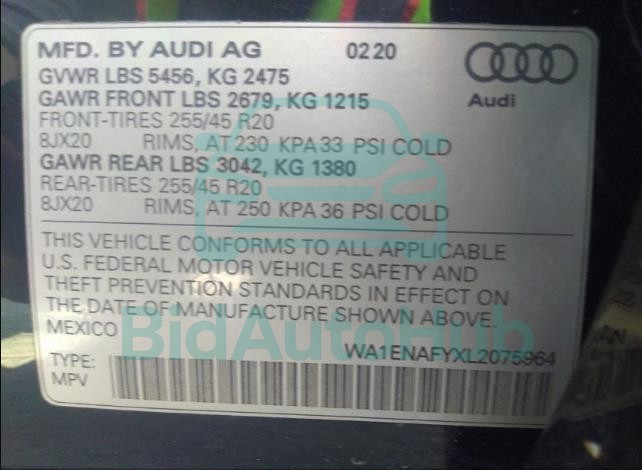 MFD. BY AUDI AG 02 20
GVWR LBS 5456, KG 2475
GAWR FRONT LBS 2679, KG 1215
FRONT-TIRES 255/45 R20
8JX20 RIMS, AT 230 KPA 33 PSI COLD
GAWR REAR LBS 3042, KG 1380
REAR-TIRES 255/45 R20
8JX20 RIMS, AT 250 KPA 36 PSI COLD
Audi
THIS VEHICLE CONFORMS TO ALL APPLICABLE
U.S. FEDERAL MOTOR VEHICLE SAFETY AND
THEFT PREVENTION STANDARDS IN EFFECT ON
THE DATE OF MANUFACTURE SHOWN ABOVE.
MEXICO
BidAutoHub
WA1ENAFYXL2075964
TYPE:
MPV